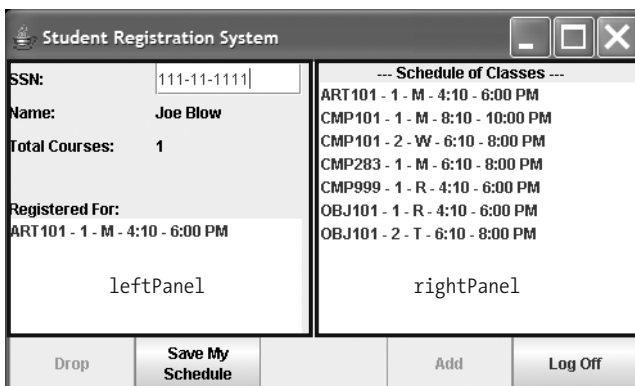 Student Registration System
SSN: 111-11-1111
Name: Joe Blow
Total Courses: 1
Registered For:
ART101 - 1 - M - 4:10 - 6:00 PM
leftPanel
--- Schedule of Classes ---
ART101 - 1 - M - 4:10 - 6:00 PM
CMP101 - 1 - M - 8:10 - 10:00 PM
CMP101 - 2 - W - 6:10 - 8:00 PM
CMP283 - 1 - M - 6:10 - 8:00 PM
CMP999 - 1 - R - 4:10 - 6:00 PM
OBJ101 - 1 - R - 4:10 - 6:00 PM
OBJ101 - 2 - T - 6:10 - 8:00 PM
rightPanel
Drop
Save My
Schedule
Add
Log Off